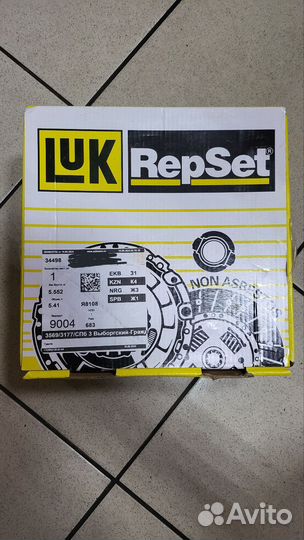 LUK
RepSet®
NON ASBESTOS
34498
1
5.552
5.41
Я8108
EKB 31
KZN K4
NRG Ж3
SPB Ж1
9004
683
3569/3177/СПб 3 Выборгский-Граж
Avito